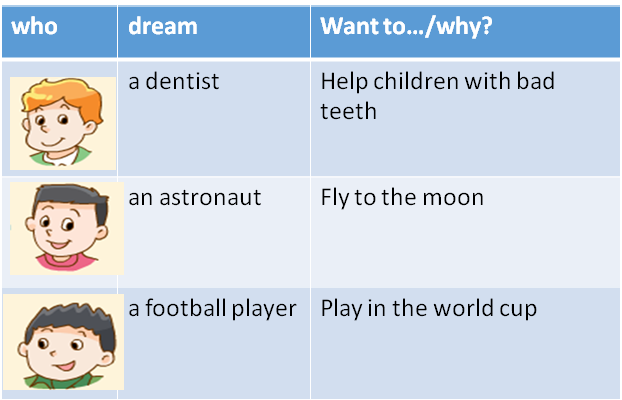 who dream Want to…/why?
a dentist Help children with bad
teeth
an astronaut Fly to the moon
a football player Play in the world cup